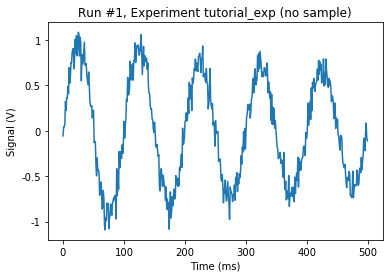 Run #1, Experiment tutorial_exp (no sample)
Signal (V)
1
0.5
0
-0.5
-1
0 100 200 300 400 500
Time (ms)